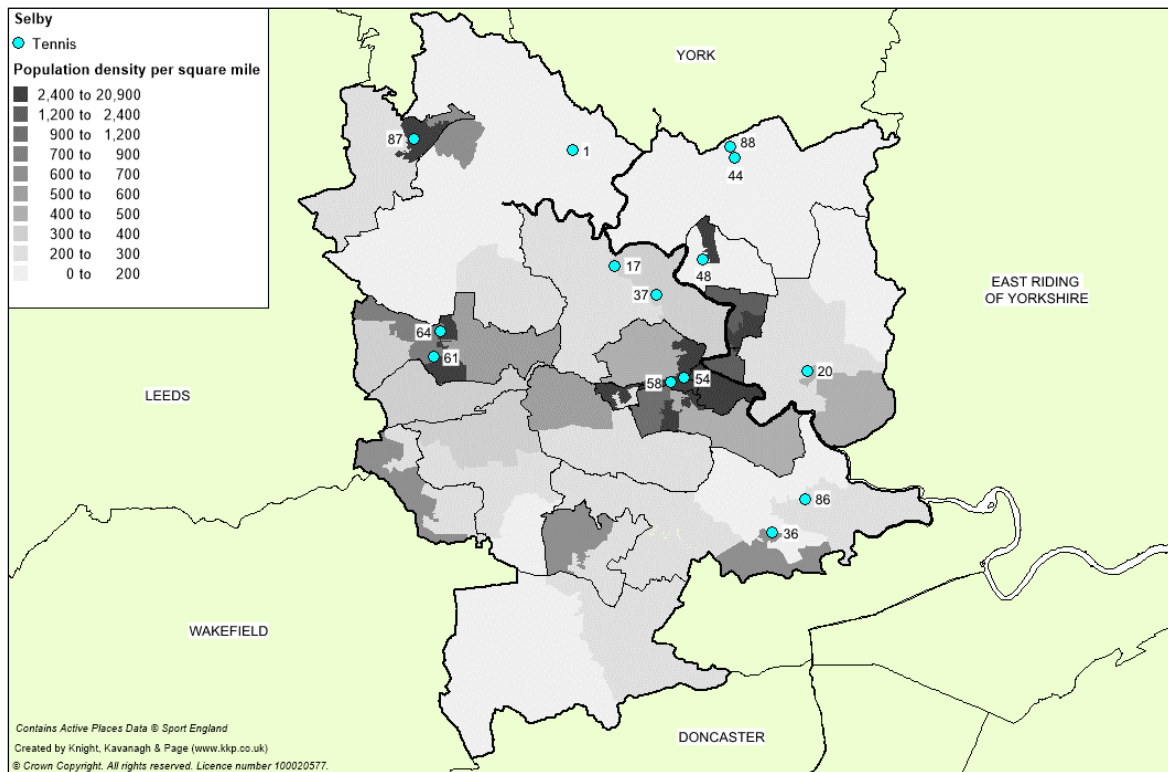 Selby
Tennis
Population density per square mile
2,400 to 20,900
1,200 to 2,400
900 to 1,200
700 to 900
600 to 700
500 to 600
400 to 500
300 to 400
200 to 300
0 to 200
YORK
87
1
88
44
17
48
37
EAST RIDING
OF YORKSHIRE
64
61
20
58
54
LEEDS
86
36
WAKEFIELD
DONCASTER
Contains Active Places Data © Sport England
Created by Knight, Kavanagh & Page (www.kkp.co.uk)
© Crown Copyright. All rights reserved. Licence number 100020577.